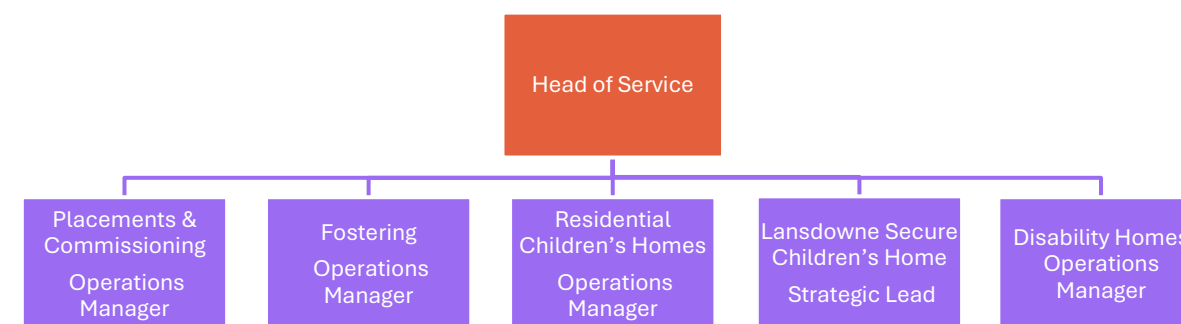 Head of Service
Placements &
Commissioning
Operations
Manager
Fostering
Operations
Manager
Residential
Children’s Homes
Operations
Manager
Lansdowne Secure
Children’s Home
Strategic Lead
Disability Homes
Operations
Manager